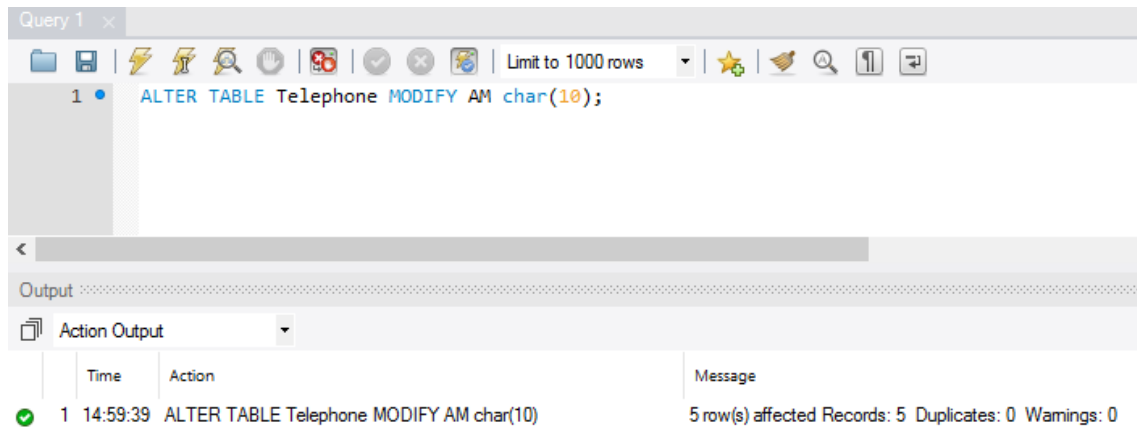 Query 1
Limit to 1000 rows
1 ALTER TABLE Telephone MODIFY AM char(10);
Output
Action Output
Time Action Message
1 14:59:39 ALTER TABLE Telephone MODIFY AM char(10) 5 row(s) affected Records: 5 Duplicates: 0 Warnings: 0